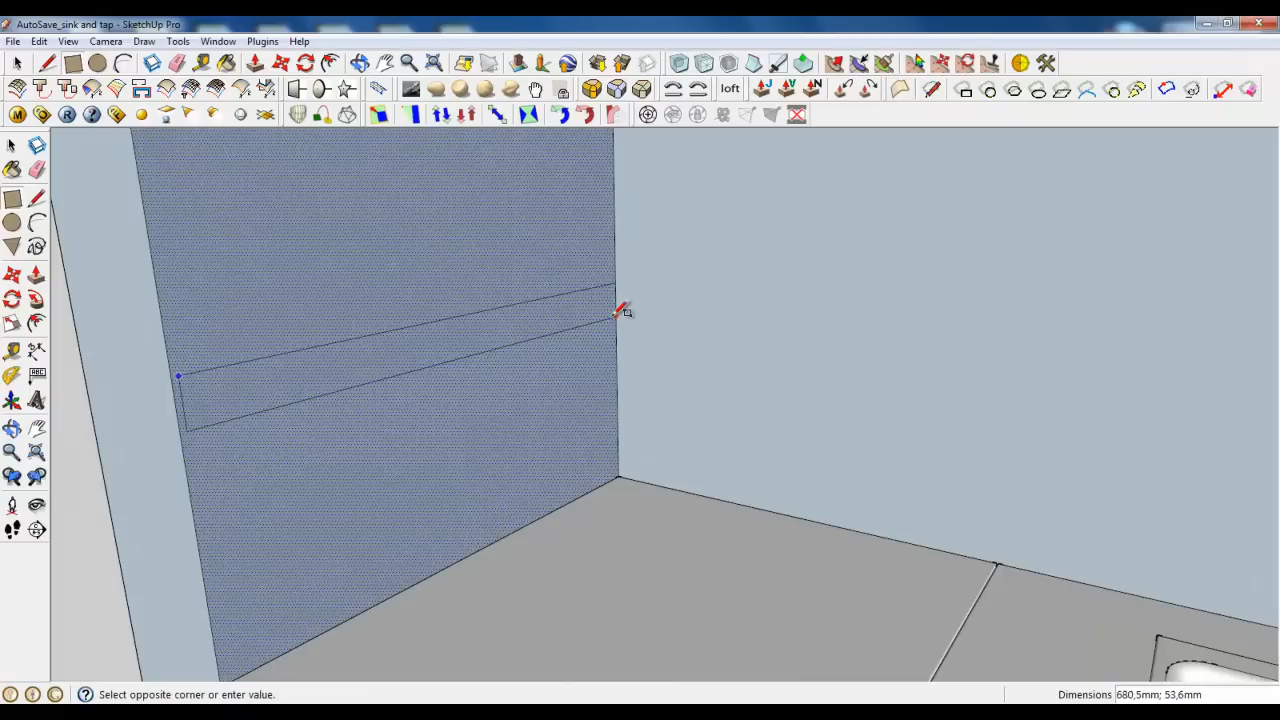 AutoSave_sink and tap - SketchUp Pro
File Edit View Camera Draw Tools Window Plugins Help
loft
M Q R ?
ABC
Select opposite corner or enter value.
Dimensions 680,5mm; 53,6mm